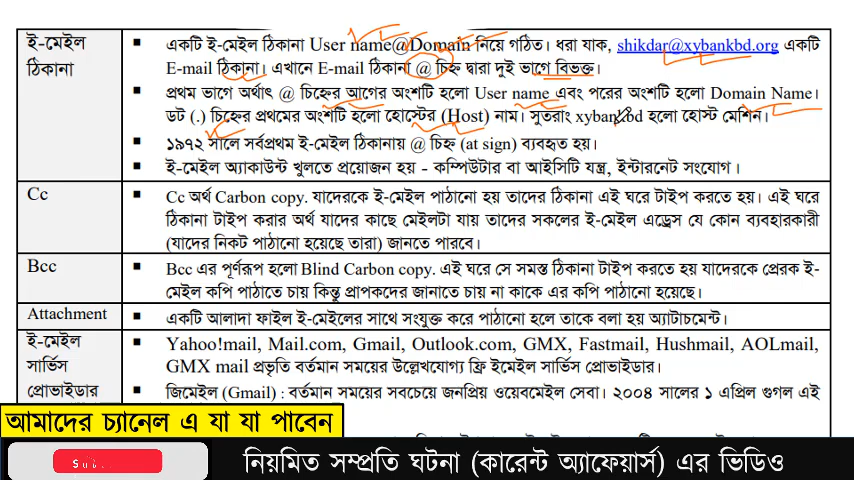 ই-মেইল
ঠিকানা
▪ একটি ই-মেইল ঠিকানা User name@Domain নিয়ে গঠিত। ধরা যাক, shikdar@xybankbd.org একটি
E-mail ঠিকানা। এখানে E-mail ঠিকানা @ চিহ্ন দ্বারা দুই ভাগে বিভক্ত।
▪ প্রথম ভাগে অর্থাৎ @ চিহ্নের আগের অংশটি হলো User name এবং পরের অংশটি হলো Domain Name।
ডট (.) চিহ্নের প্রথমের অংশটি হলো হোস্টের (Host) নাম। সুতরাং xybankbd হলো হোস্ট মেশিন।
▪ ১৯৭২ সালে সর্বপ্রথম ই-মেইল ঠিকানায় @ চিহ্ন (at sign) ব্যবহৃত হয়।
▪ ই-মেইল অ্যাকাউন্ট খুলতে প্রয়োজন হয় - কম্পিউটার বা আইসিটি যন্ত্র, ইন্টারনেট সংযোগ।
Cc
▪ Cc অর্থ Carbon copy. যাদেরকে ই-মেইল পাঠানো হয় তাদের ঠিকানা এই ঘরে টাইপ করতে হয়। এই ঘরে
ঠিকানা টাইপ করার অর্থ যাদের কাছে মেইলটা যায় তাদের সকলের ই-মেইল এড্রেস যে কোন ব্যবহারকারী
(যাদের নিকট পাঠানো হয়েছে তারা) জানতে পারবে।
Bcc
▪ Bcc এর পূর্ণরূপ হলো Blind Carbon copy. এই ঘরে সে সমস্ত ঠিকানা টাইপ করতে হয় যাদেরকে প্রেরক ই-
মেইল কপি পাঠাতে চায় কিন্তু প্রাপকদের জানাতে চায় না কাকে এর কপি পাঠানো হয়েছে।
Attachment
▪ একটি আলাদা ফাইল ই-মেইলের সাথে সংযুক্ত করে পাঠানো হলে তাকে বলা হয় অ্যাটাচমেন্ট।
ই-মেইল
সার্ভিস
প্রোভাইডার
▪ Yahoo!mail, Mail.com, Gmail, Outlook.com, GMX, Fastmail, Hushmail, AOLmail,
GMX mail প্রভৃতি বর্তমান সময়ের উল্লেখযোগ্য ফ্রি ইমেইল সার্ভিস প্রোভাইডার।
▪ জিমেইল (Gmail) : বর্তমান সময়ের সবচেয়ে জনপ্রিয় ওয়েবমেইল সেবা। ২০০৪ সালের ১ এপ্রিল গুগল এই
আমাদের চ্যানেল এ যা যা পাবেন
নিয়মিত সম্প্রতি ঘটনা (কারেন্ট অ্যাফেয়ার্স) এর ভিডিও